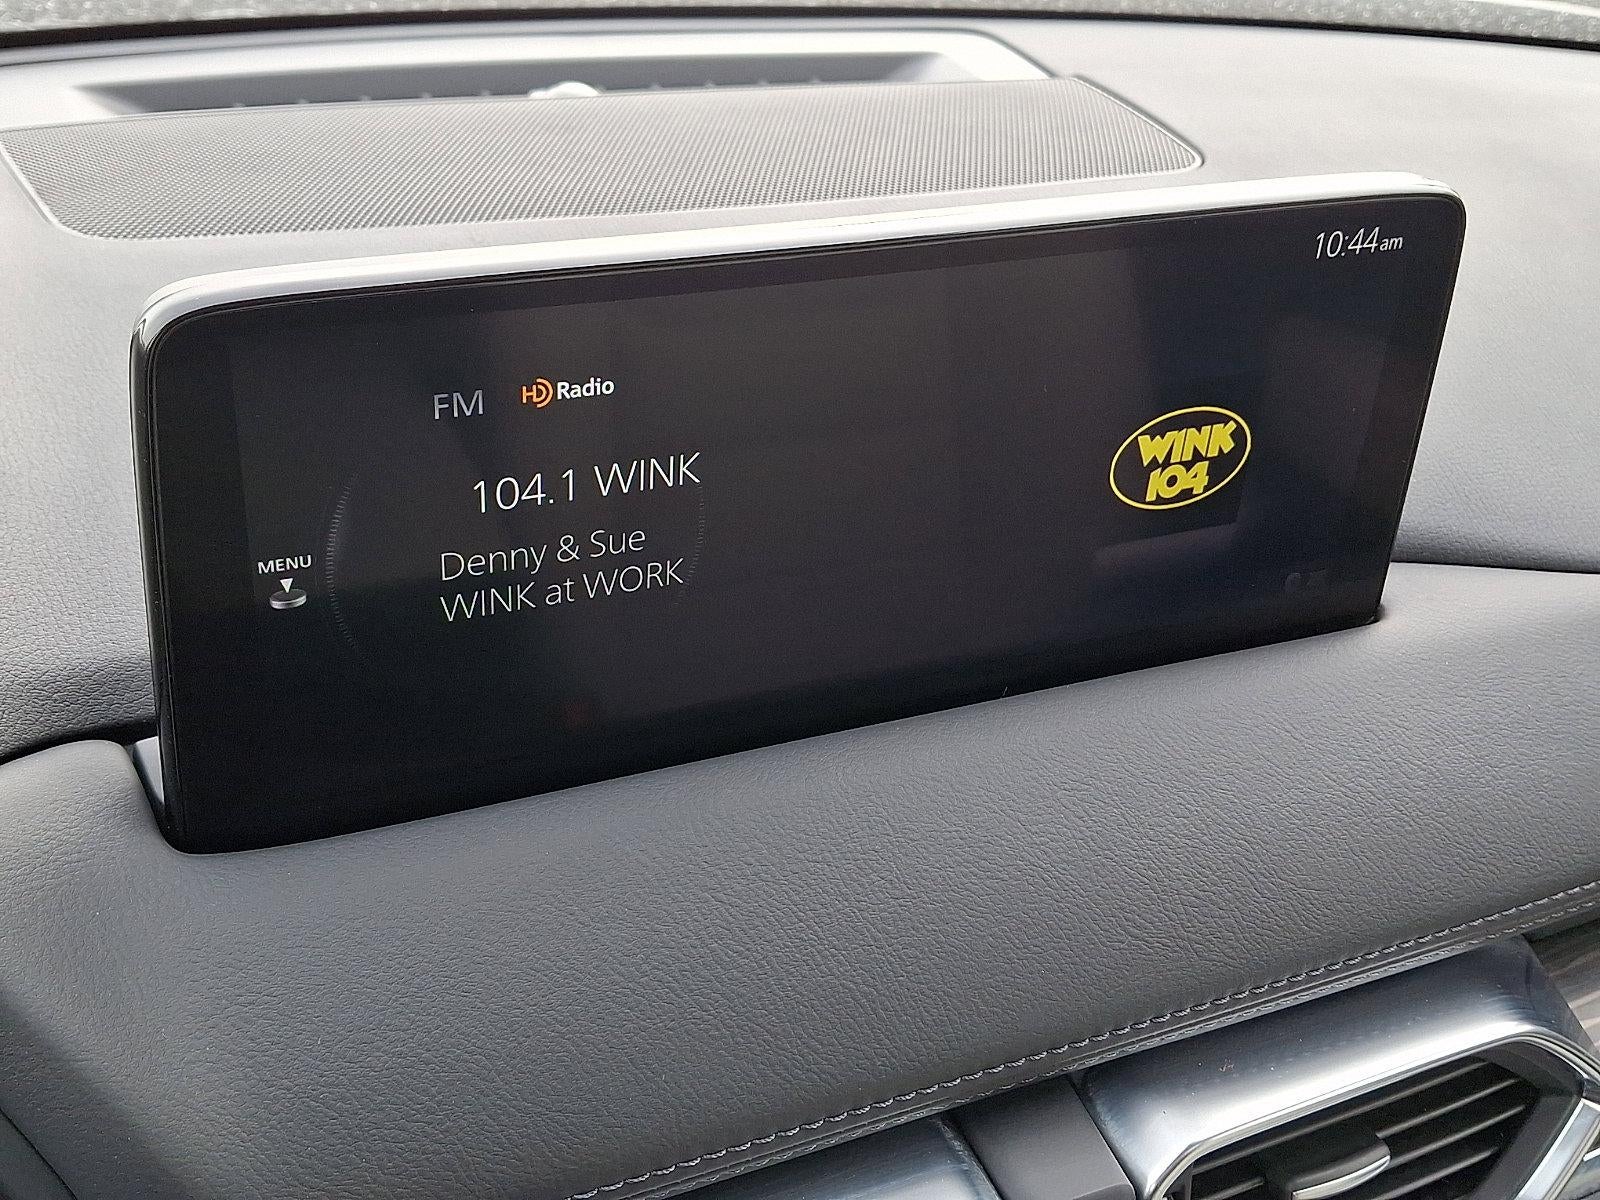 10:44am
FM HD Radio
104.1 WINK
Denny & Sue
WINK at WORK
MENU
WINK
104